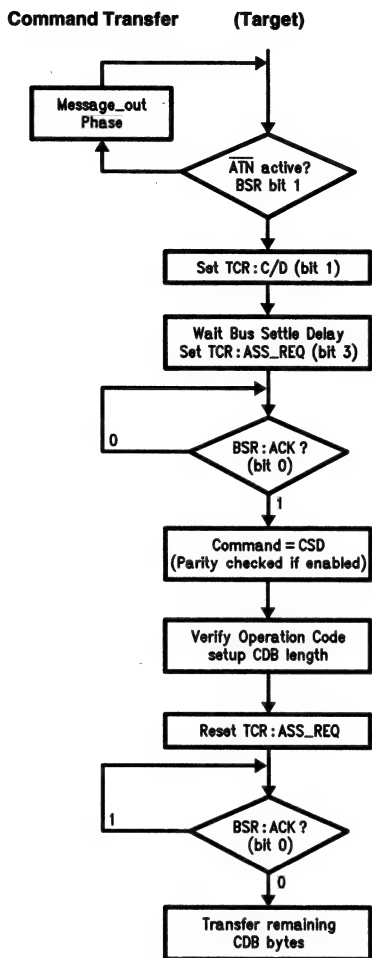 Command Transfer (Target)
Message_out
Phase
ATN active?
BSR bit 1
Set TCR:C/D (bit 1)
Wait Bus Settle Delay
Set TCR:ASS_REQ (bit 3)
0
BSR:ACK?
(bit 0)
1
Command=CSD
(Parity checked if enabled)
Verify Operation Code
setup CDB length
Reset TCR:ASS_REQ
1
BSR:ACK?
(bit 0)
0
Transfer remaining
CDB bytes